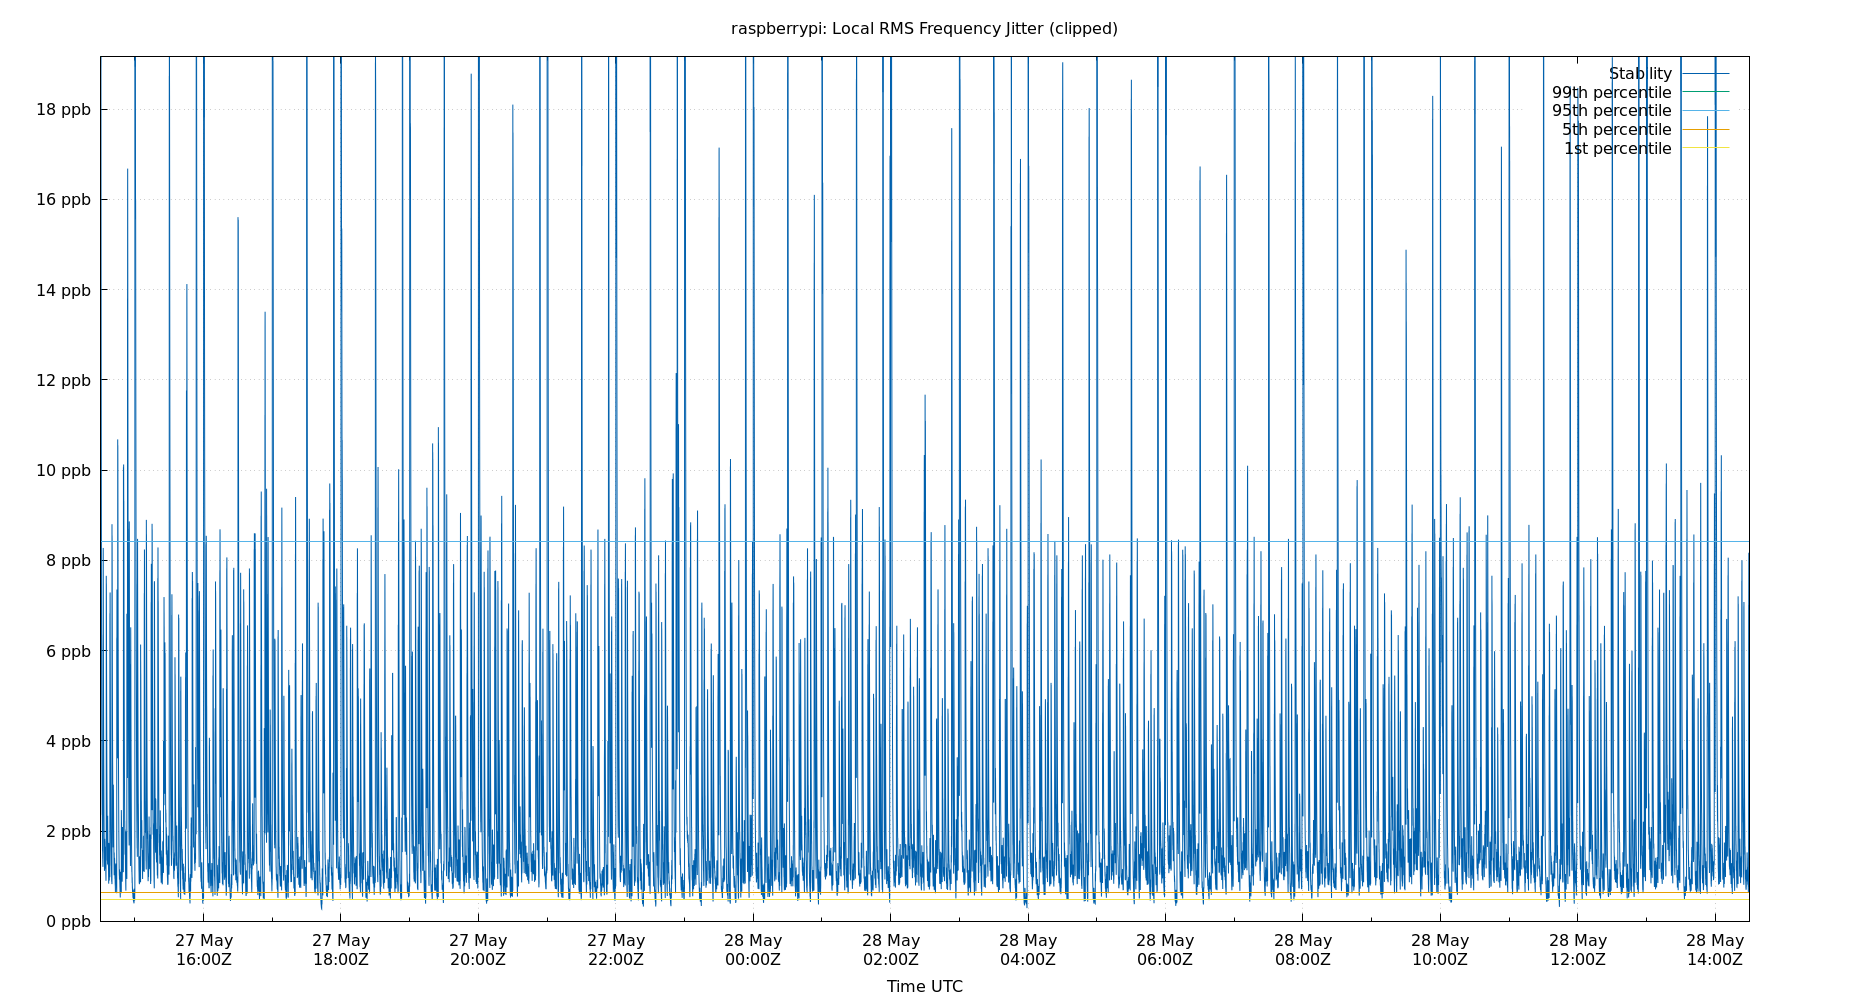 raspberrypi: Local RMS Frequency Jitter (clipped)
Stability
99th percentile
95th percentile
5th percentile
1st percentile
18 ppb
16 ppb
14 ppb
12 ppb
10 ppb
8 ppb
6 ppb
4 ppb
2 ppb
0 ppb
27 May 27 May 27 May 27 May 28 May 28 May 28 May 28 May 28 May 28 May 28 May 28 May
16:00Z 18:00Z 20:00Z 22:00Z 00:00Z 02:00Z 04:00Z 06:00Z 08:00Z 10:00Z 12:00Z 14:00Z
Time UTC